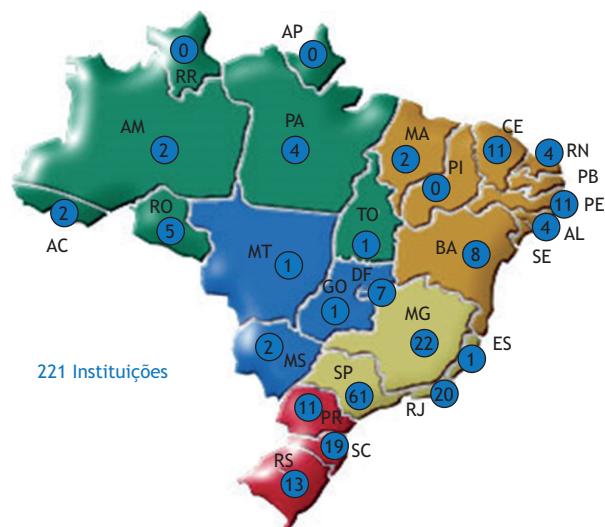 AP
0
0
RR
AM
2
PA
4
MA
2
CE
11
RN
4
PI
0
PB
11
PE
4
AL
SE
2
AC
RO
5
TO
1
BA
8
MT
1
DF
7
GO
1
MG
22
ES
1
2
MS
221 Instituições
SP
61
RJ
20
11
PR
19
SC
RS
13